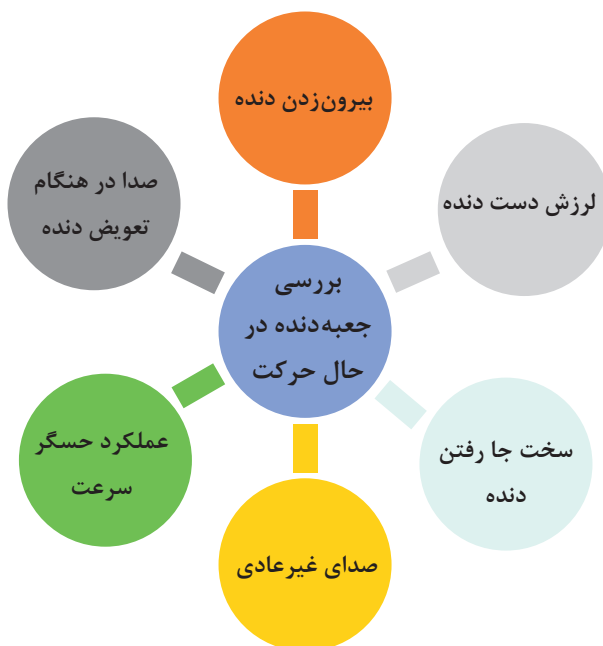 بیرون‌زدن دنده
لرزش دست دنده
صدا در هنگام
تعویض دنده
بررسی
جعبه‌دنده در
حال حرکت
سخت جا رفتن
دنده
عملکرد حسگر
سرعت
صدای غیرعادی